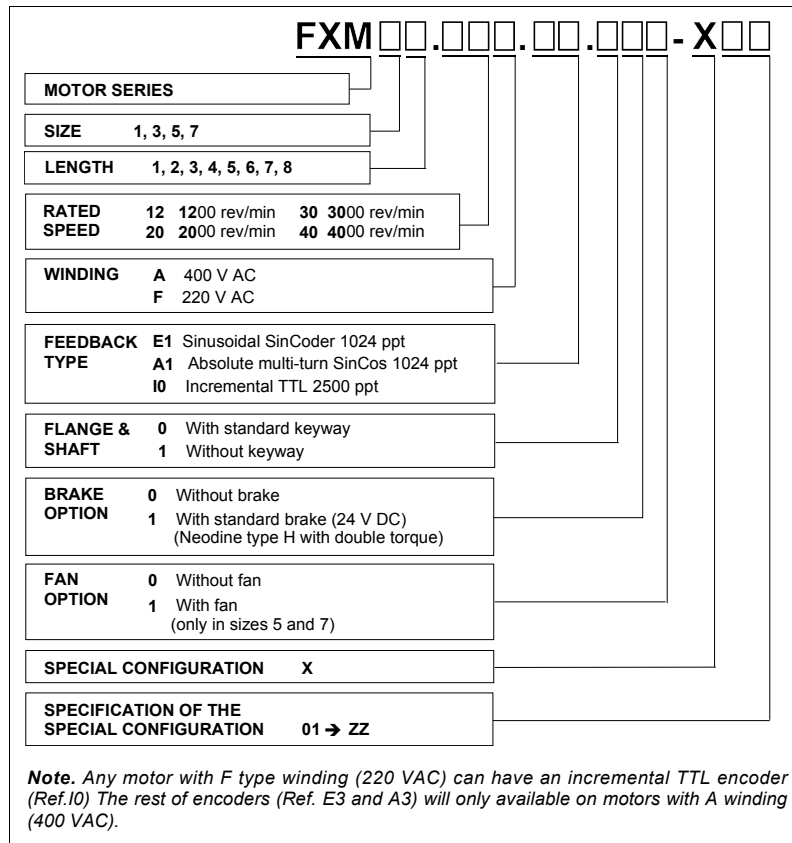 FXM□□.□□□.□□.□□□-X□□
MOTOR SERIES
SIZE 1, 3, 5, 7
LENGTH 1, 2, 3, 4, 5, 6, 7, 8
RATED SPEED
12 1200 rev/min 30 3000 rev/min
20 2000 rev/min 40 4000 rev/min
WINDING A 400 V AC
F 220 V AC
FEEDBACK TYPE
E1 Sinusoidal SinCoder 1024 ppt
A1 Absolute multi-turn SinCos 1024 ppt
I0 Incremental TTL 2500 ppt
FLANGE & SHAFT
0 With standard keyway
1 Without keyway
BRAKE OPTION
0 Without brake
1 With standard brake (24 V DC)
(Neodine type H with double torque)
FAN OPTION
0 Without fan
1 With fan
(only in sizes 5 and 7)
SPECIAL CONFIGURATION X
SPECIFICATION OF THE
SPECIAL CONFIGURATION 01 ➔ ZZ
Note. Any motor with F type winding (220 VAC) can have an incremental TTL encoder
(Ref.I0) The rest of encoders (Ref. E3 and A3) will only available on motors with A winding
(400 VAC).